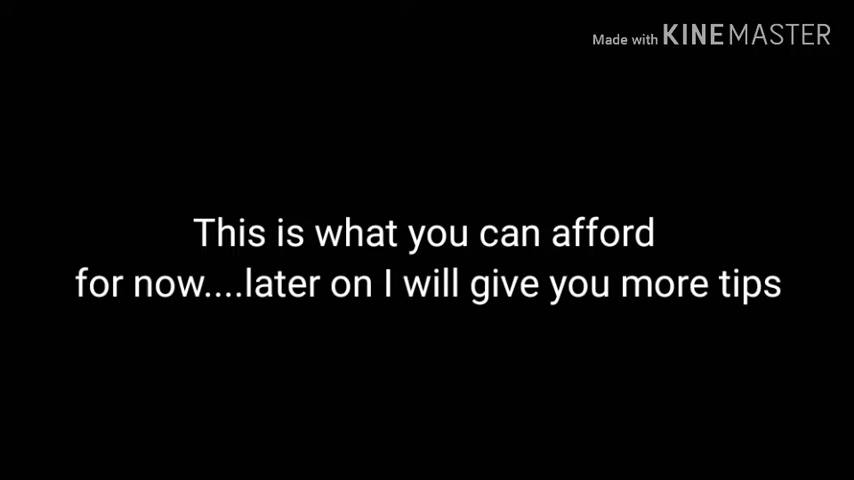 Made with KINEMASTER
This is what you can afford
for now....later on I will give you more tips